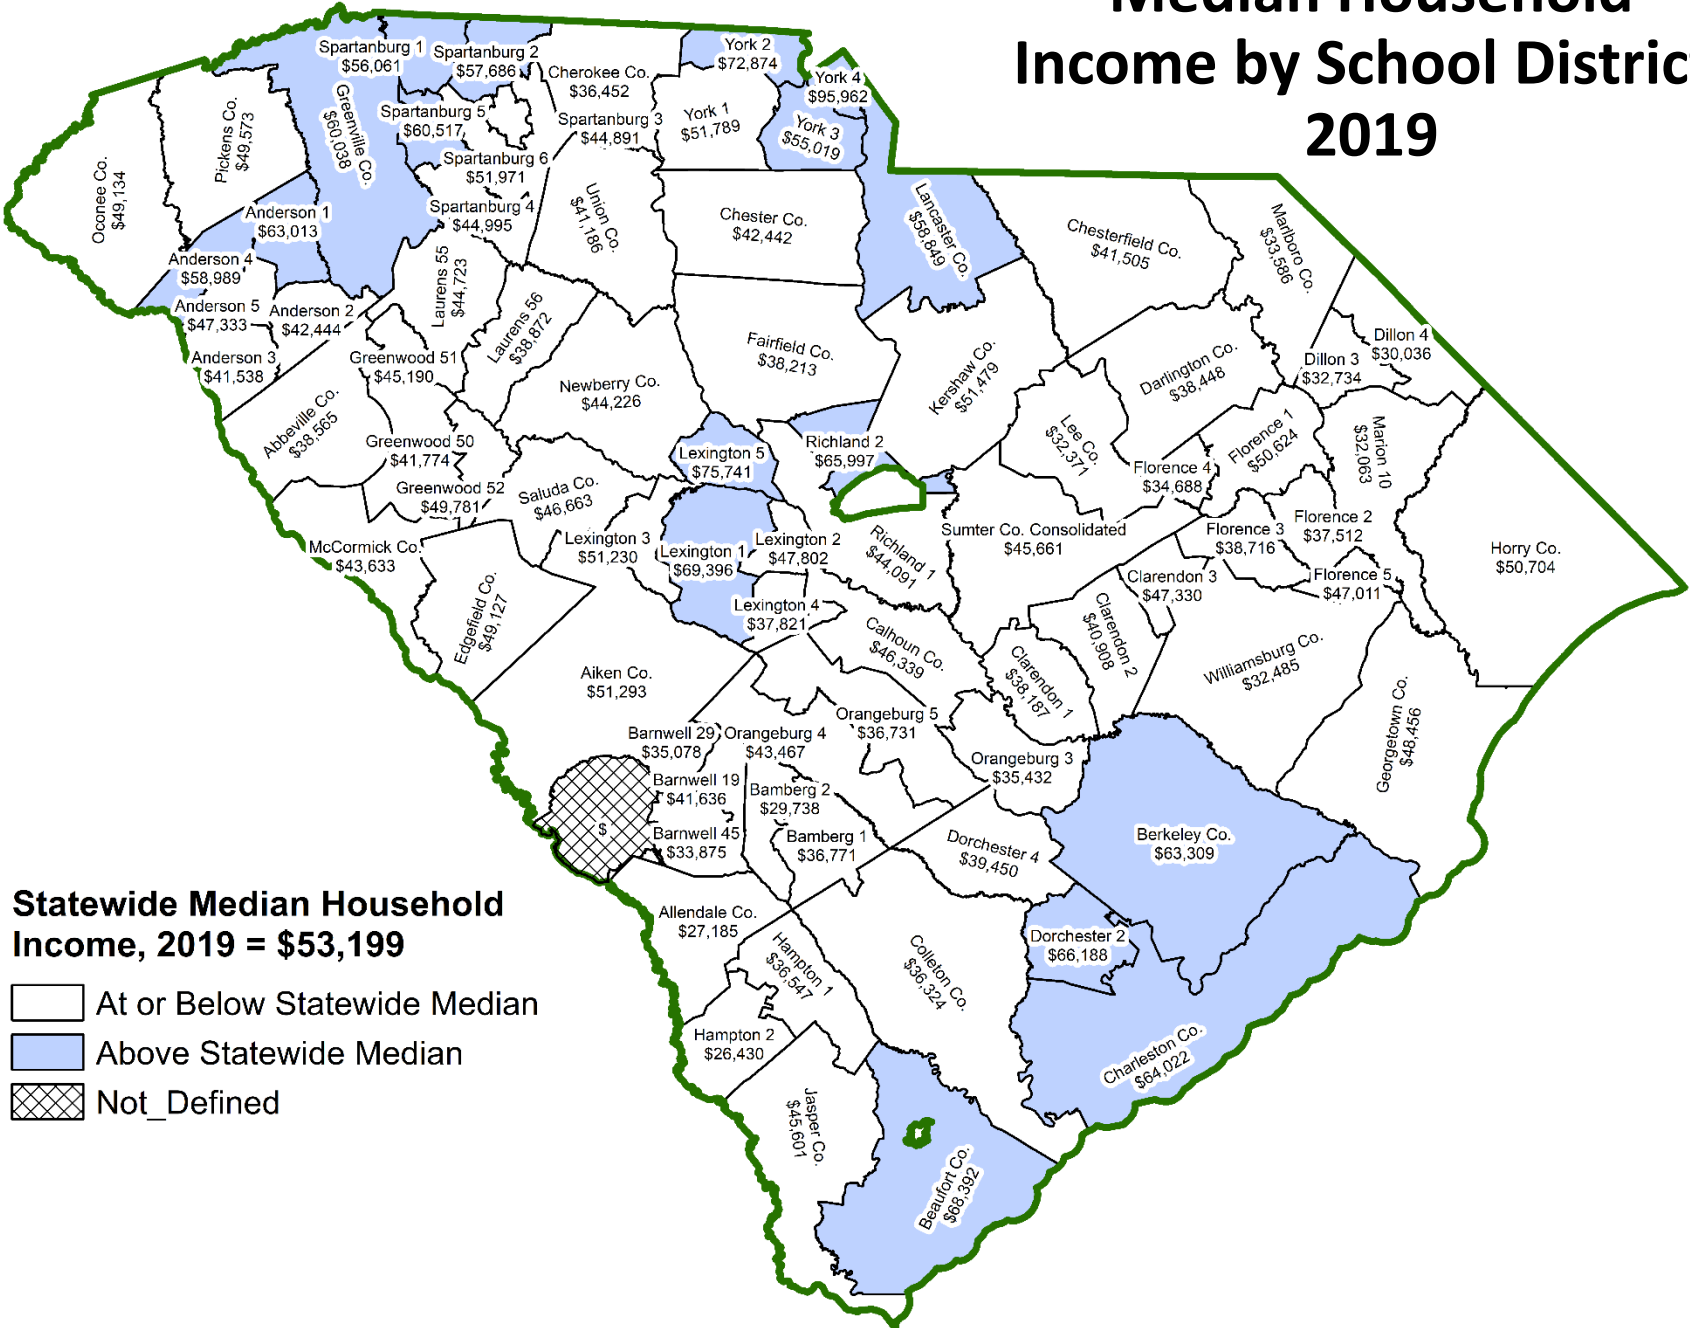 Median Household
Income by School Distric
2019
Spartanburg 1
$56,061
Spartanburg 2
$57,686
Cherokee Co.
$36,452
York 2
$72,874
York 4
$95,962
York 1
$51,789
York 3
$55,019
Pickens Co.
$49,573
Greenville Co.
$60,038
Spartanburg 5
$60,517
Spartanburg 3
$44,891
Spartanburg 6
$51,971
Spartanburg 4
$44,995
Oconee Co.
$49,134
Anderson 1
$63,013
Union Co.
$41,186
Chester Co.
$42,442
Lancaster Co.
$58,849
Chesterfield Co.
$41,505
Marlboro Co.
$33,586
Anderson 4
$58,989
Anderson 5
$47,333
Anderson 2
$42,444
Laurens 55
$44,723
Laurens 56
$38,872
Anderson 3
$41,538
Greenwood 51
$45,190
Fairfield Co.
$38,213
Kershaw Co.
$51,479
Darlington Co.
$38,448
Dillon 4
$30,036
Dillon 3
$32,734
Abbeville Co.
$38,565
Newberry Co.
$44,226
Greenwood 50
$41,774
Lexington 5
$75,741
Richland 2
$65,997
Lee Co.
$32,371
Florence 1
$50,624
Marion 10
$32,063
Florence 4
$34,688
Greenwood 52
$49,781
Saluda Co.
$46,663
Lexington 3
$51,230
Lexington 1
$69,396
Lexington 2
$47,802
Richland 1
$44,091
Sumter Co. Consolidated
$45,661
Florence 3
$38,716
Florence 2
$37,512
Horry Co.
$50,704
McCormick Co.
$43,633
Edgefield Co.
$49,127
Lexington 4
$37,821
Clarendon 3
$47,330
Florence 5
$47,011
Calhoun Co.
$46,339
Clarendon 1
$38,187
Clarendon 2
$40,908
Williamsburg Co.
$32,485
Aiken Co.
$51,293
Georgetown Co.
$48,456
Barnwell 29
$35,078
Orangeburg 4
$43,467
Orangeburg 5
$36,731
Orangeburg 3
$35,432
Barnwell 19
$41,636
Bamberg 2
$29,738
$
Barnwell 45
$33,875
Bamberg 1
$36,771
Dorchester 4
$39,450
Berkeley Co.
$63,309
Allendale Co.
$27,185
Hampton 1
$36,547
Colleton Co.
$36,324
Dorchester 2
$66,188
Hampton 2
$26,430
Charleston Co.
$64,022
Jasper Co.
$45,601
Beaufort Co.
$68,392
Statewide Median Household
Income, 2019 = $53,199
At or Below Statewide Median
Above Statewide Median
Not_Defined